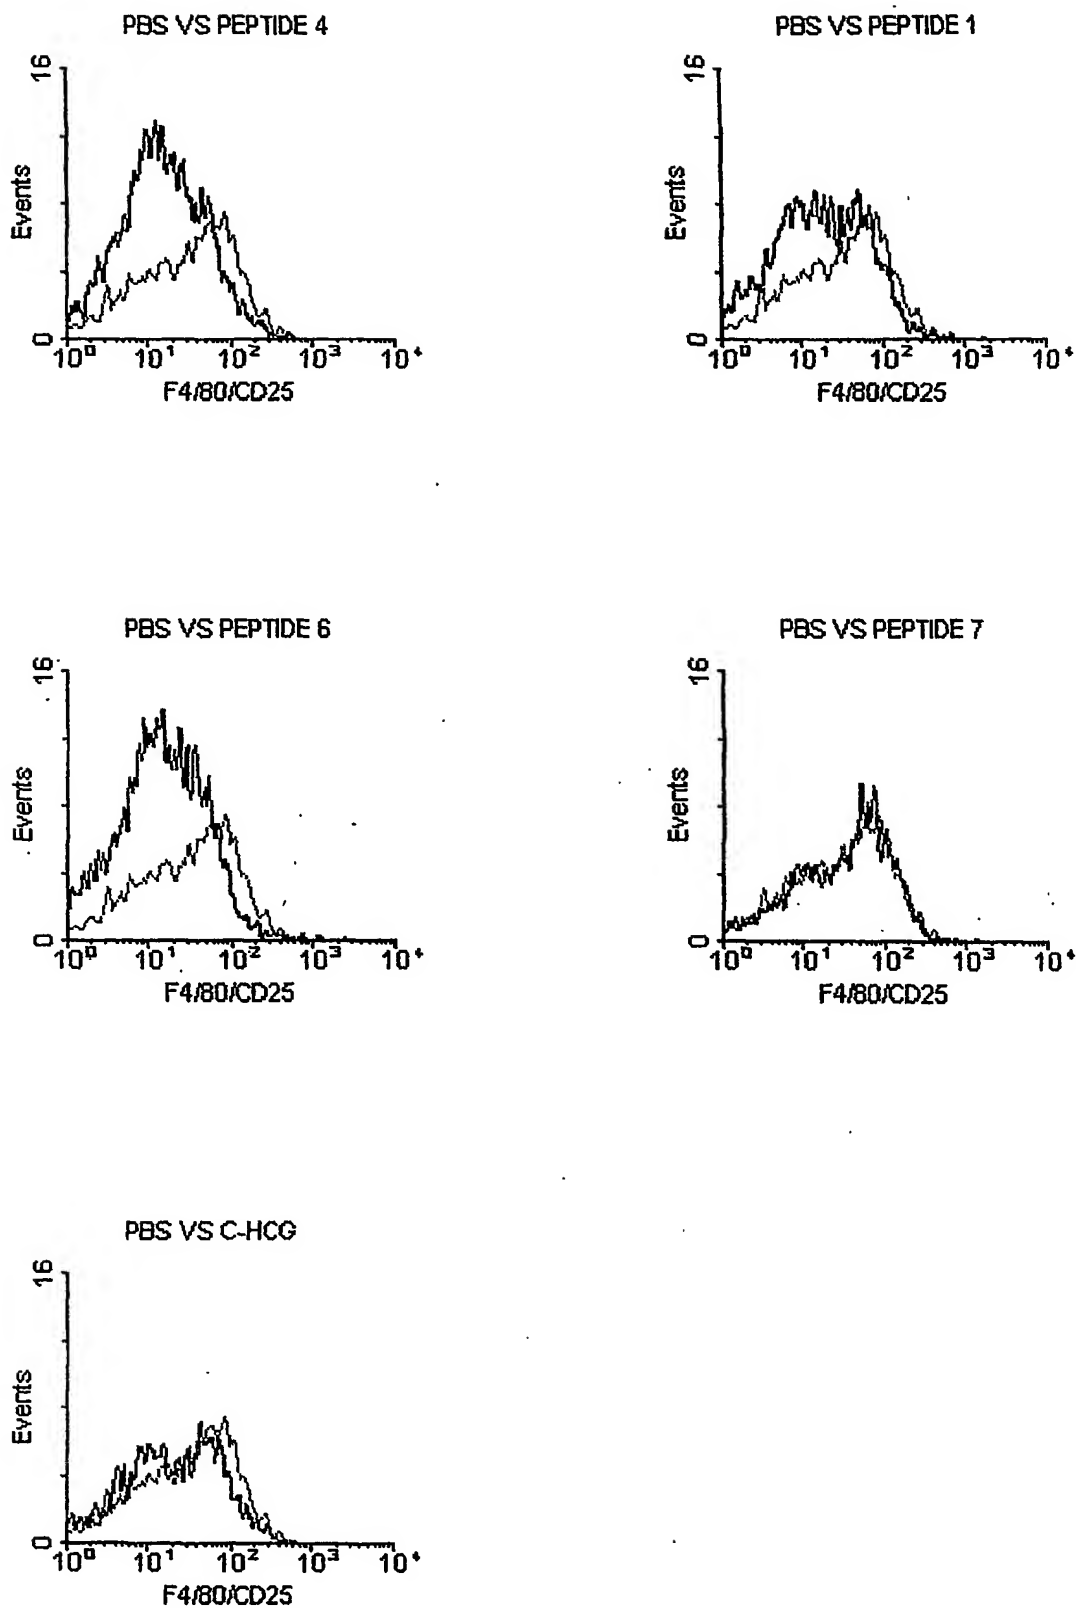 PBS VS PEPTIDE 4
16
Events
0
10⁰ 10¹ 10² 10³ 10⁴
F4/80/CD25
PBS VS PEPTIDE 1
16
Events
0
10⁰ 10¹ 10² 10³ 10⁴
F4/80/CD25
PBS VS PEPTIDE 6
16
Events
0
10⁰ 10¹ 10² 10³ 10⁴
F4/80/CD25
PBS VS PEPTIDE 7
16
Events
0
10⁰ 10¹ 10² 10³ 10⁴
F4/80/CD25
PBS VS C-HCG
16
Events
0
10⁰ 10¹ 10² 10³ 10⁴
F4/80/CD25